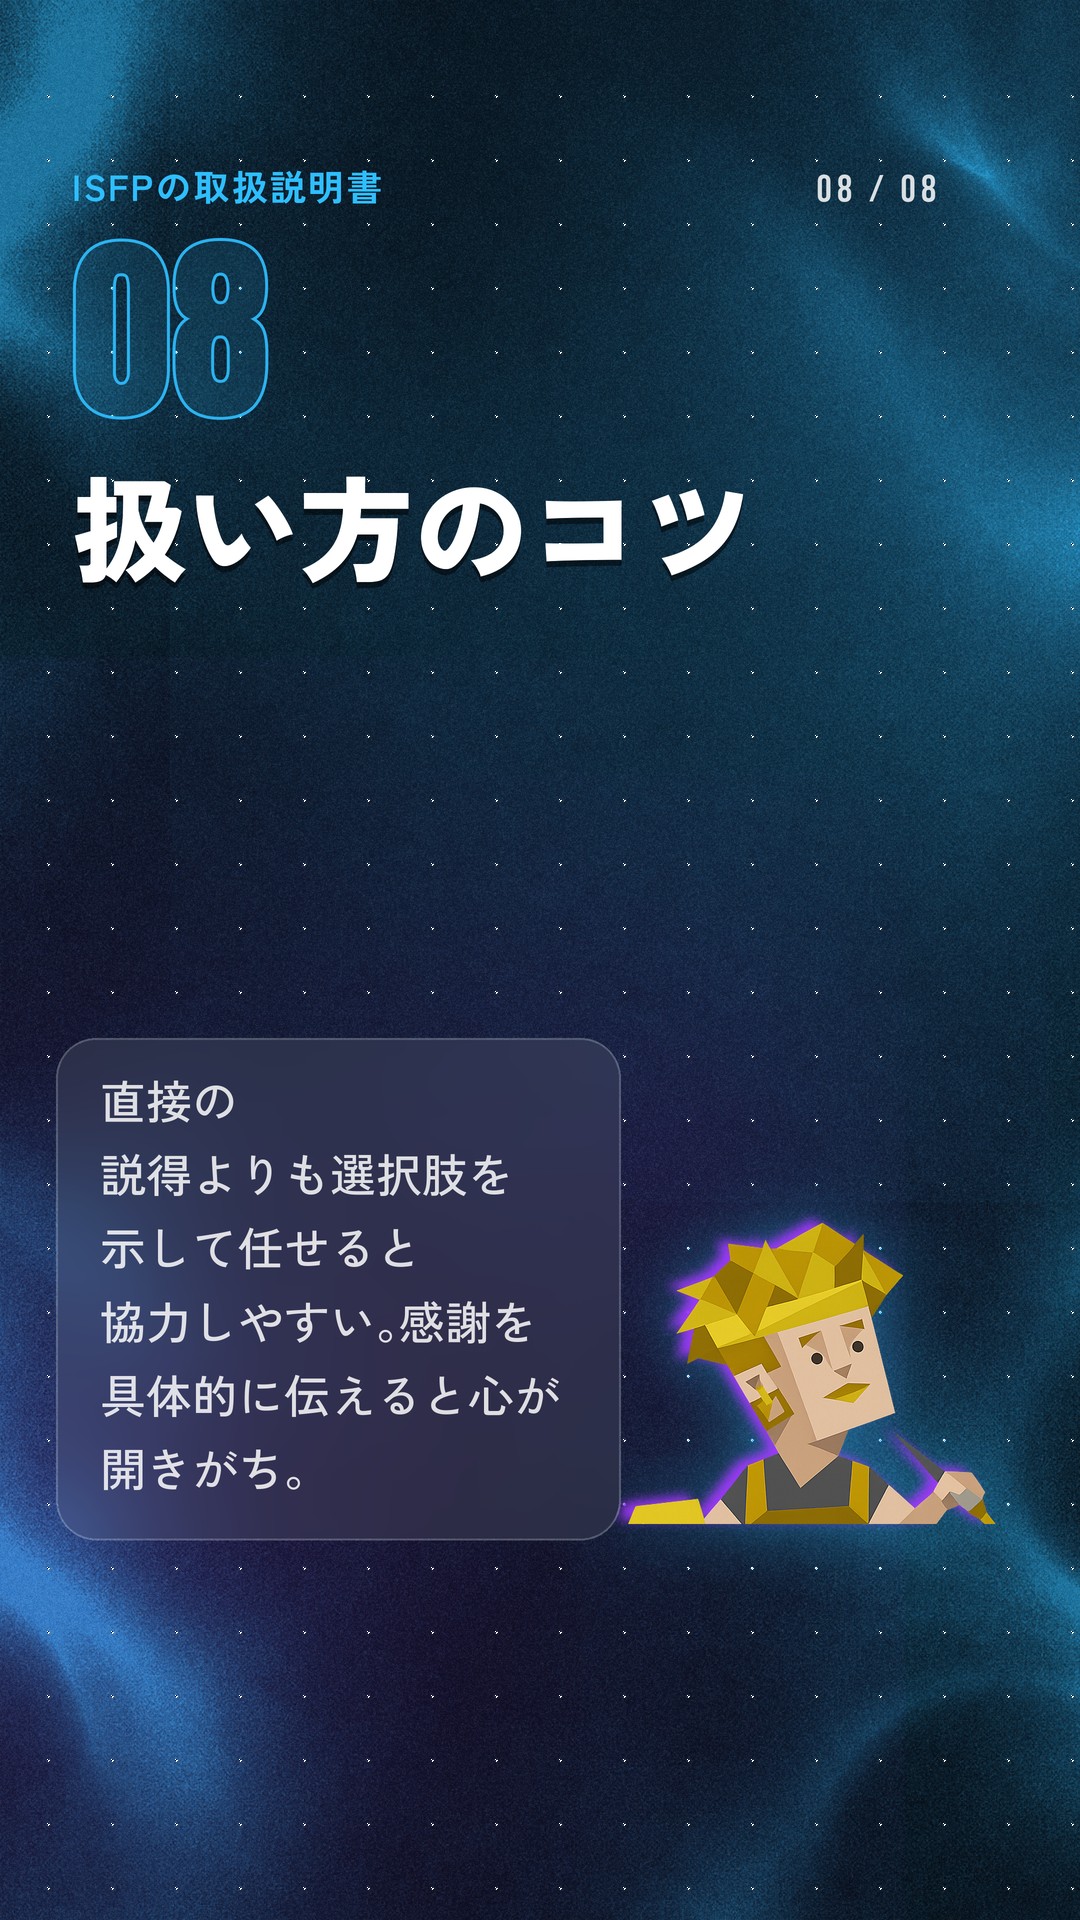 ISFPの取扱説明書
08 / 08
08
扱い方のコツ
直接の
説得よりも選択肢を
示して任せると
協力しやすい。感謝を
具体的に伝えると心が
開きがち。